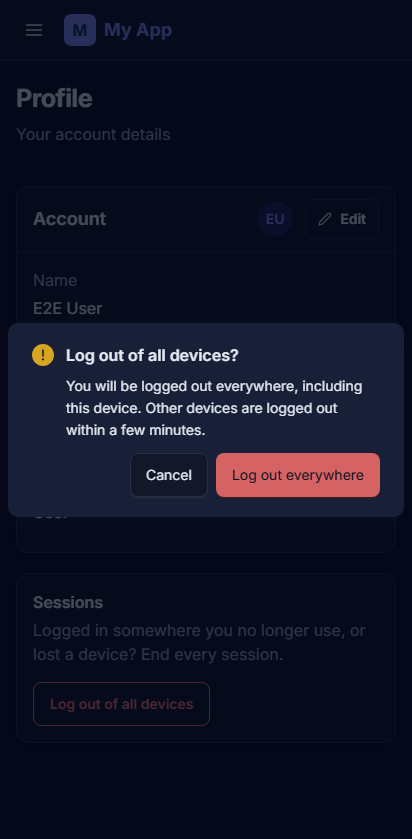 M My App
Profile
Your account details
Account EU Edit
Name
E2E User
! Log out of all devices?
You will be logged out everywhere, including
this device. Other devices are logged out
within a few minutes.
Cancel Log out everywhere
Sessions
Logged in somewhere you no longer use, or
lost a device? End every session.
Log out of all devices